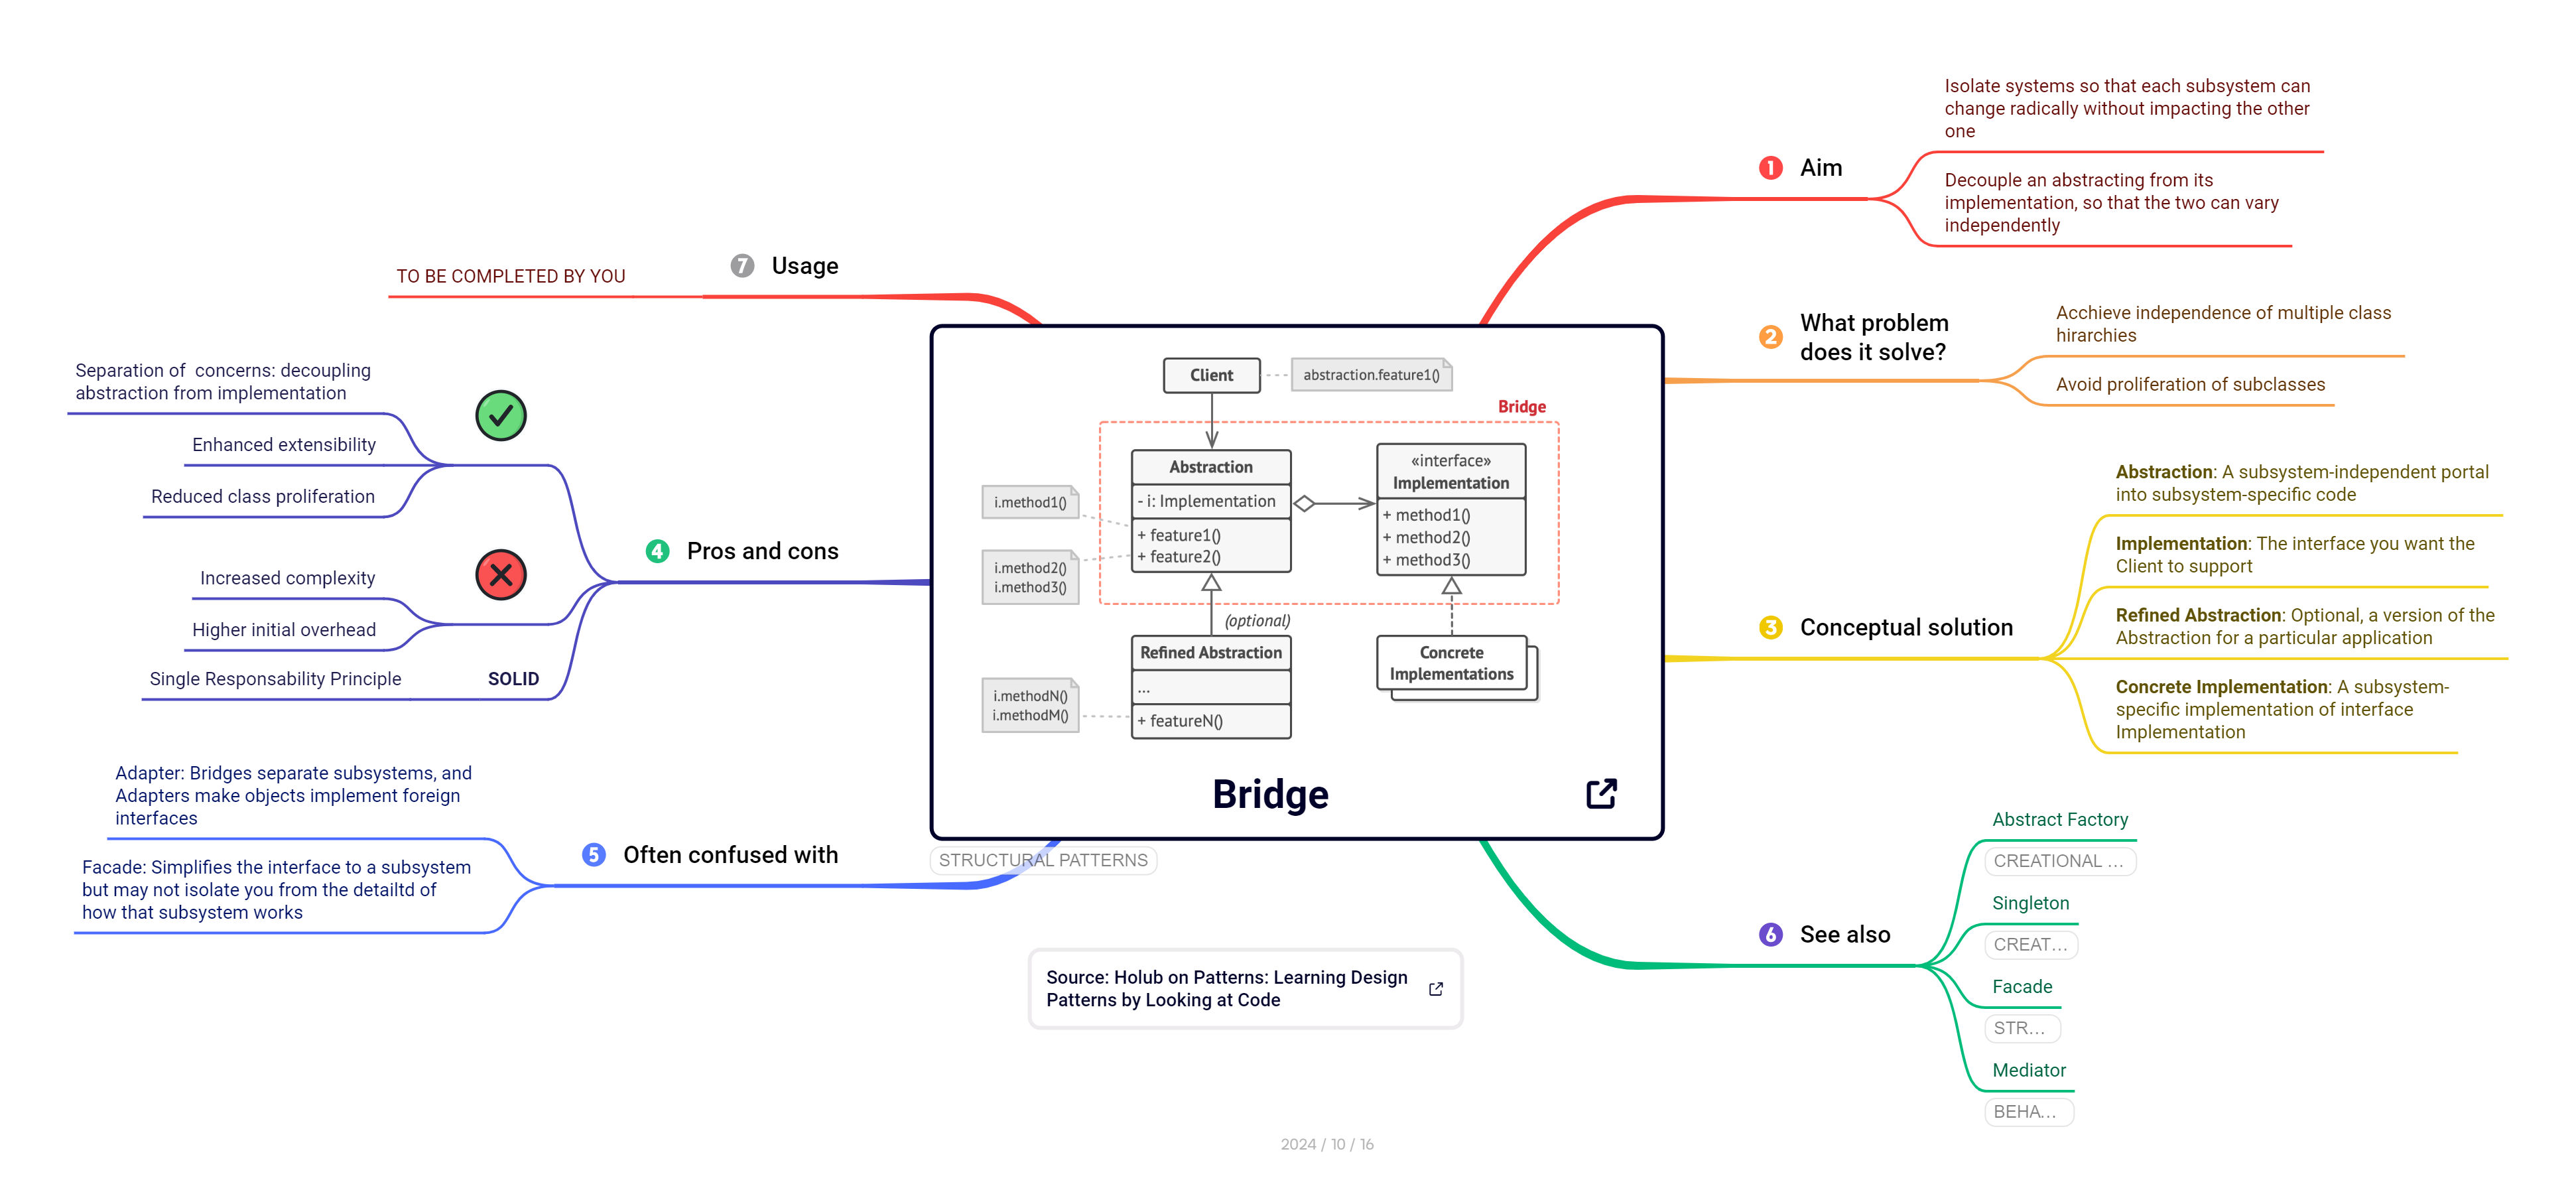 1 Aim
Isolate systems so that each subsystem can
change radically without impacting the other
one
Decouple an abstracting from its
implementation, so that the two can vary
independently
2 What problem
does it solve?
Acchieve independence of multiple class
hirarchies
Avoid proliferation of subclasses
3 Conceptual solution
Abstraction: A subsystem-independent portal
into subsystem-specific code
Implementation: The interface you want the
Client to support
Refined Abstraction: Optional, a version of the
Abstraction for a particular application
Concrete Implementation: A subsystem-
specific implementation of interface
Implementation
4 Pros and cons
Separation of  concerns: decoupling
abstraction from implementation
Enhanced extensibility
Reduced class proliferation
Increased complexity
Higher initial overhead
SOLID
Single Responsability Principle
5 Often confused with
Adapter: Bridges separate subsystems, and
Adapters make objects implement foreign
interfaces
Facade: Simplifies the interface to a subsystem
but may not isolate you from the detailtd of
how that subsystem works
6 See also
Abstract Factory
CREATIONAL ...
Singleton
CREAT...
Facade
STR...
Mediator
BEHA...
7 Usage
TO BE COMPLETED BY YOU
Client
abstraction.feature1()
Bridge
Abstraction
- i: Implementation
+ feature1()
+ feature2()
«interface»
Implementation
+ method1()
+ method2()
+ method3()
i.method1()
i.method2()
i.method3()
(optional)
Refined Abstraction
...
+ featureN()
i.methodN()
i.methodM()
Concrete
Implementations
Bridge
STRUCTURAL PATTERNS
Source: Holub on Patterns: Learning Design
Patterns by Looking at Code
2024 / 10 / 16